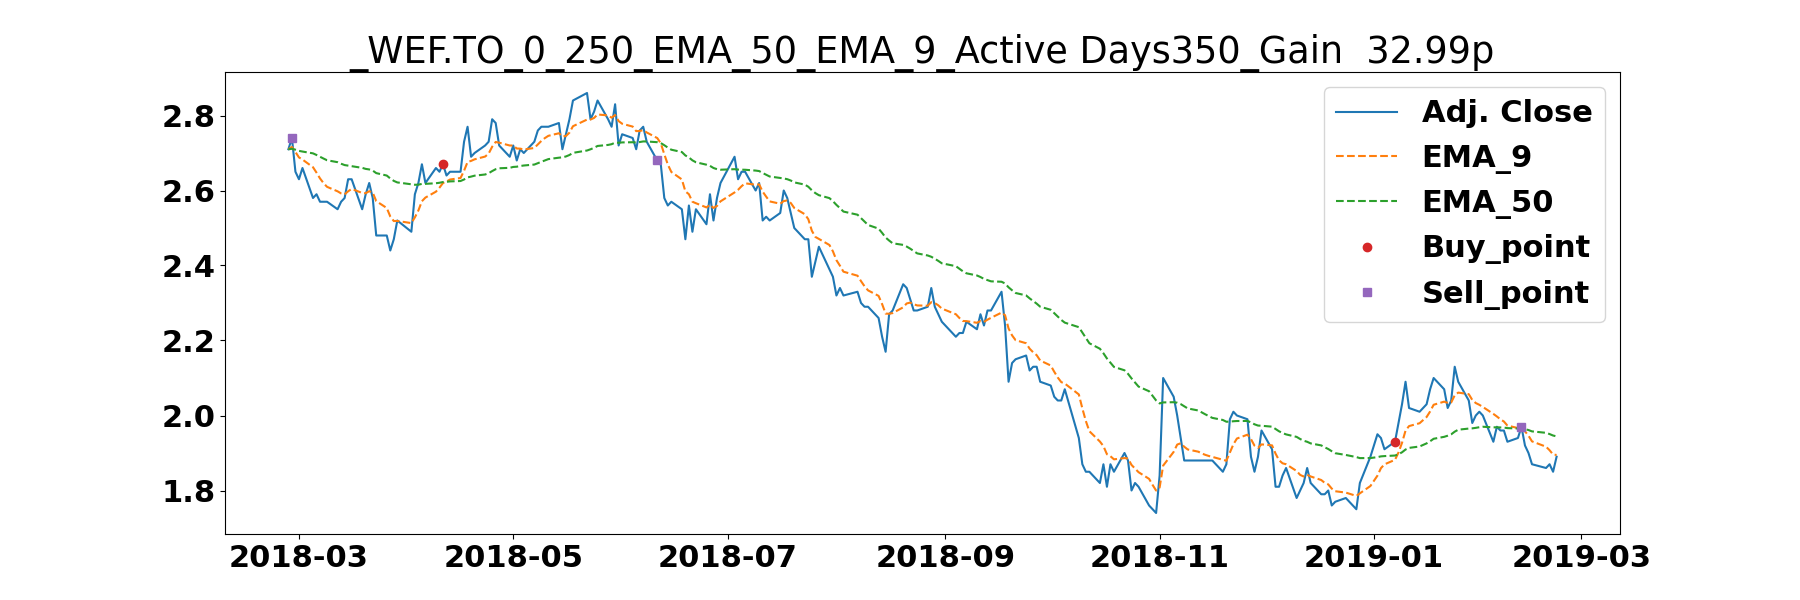 _WEF.TO_0_250_EMA_50_EMA_9_Active Days350_Gain  32.99p
2.8
2.6
2.4
2.2
2.0
1.8
2018-03
2018-05
2018-07
2018-09
2018-11
2019-01
2019-03
Adj. Close
EMA_9
EMA_50
Buy_point
Sell_point